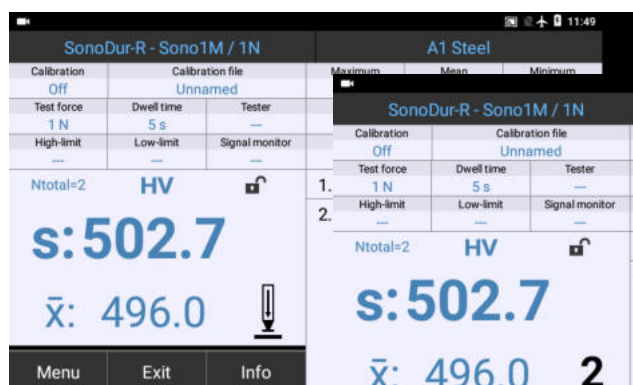 11:49
SonoDur-R - Sono1M / 1N
A1 Steel
Calibration
Calibration file
Maximum
Mean
Minimum
Off
Unnamed
Test force
Dwell time
Tester
1 N
5 s
---
High-limit
Low-limit
Signal monitor
---
---
---
Ntotal=2
HV
1.
2.
s: 502.7
x̄: 496.0
Menu
Exit
Info
SonoDur-R - Sono1M / 1N
Calibration
Calibration file
Off
Unnamed
Test force
Dwell time
Tester
1 N
5 s
---
High-limit
Low-limit
Signal monitor
---
---
---
Ntotal=2
HV
s: 502.7
x̄: 496.0
2